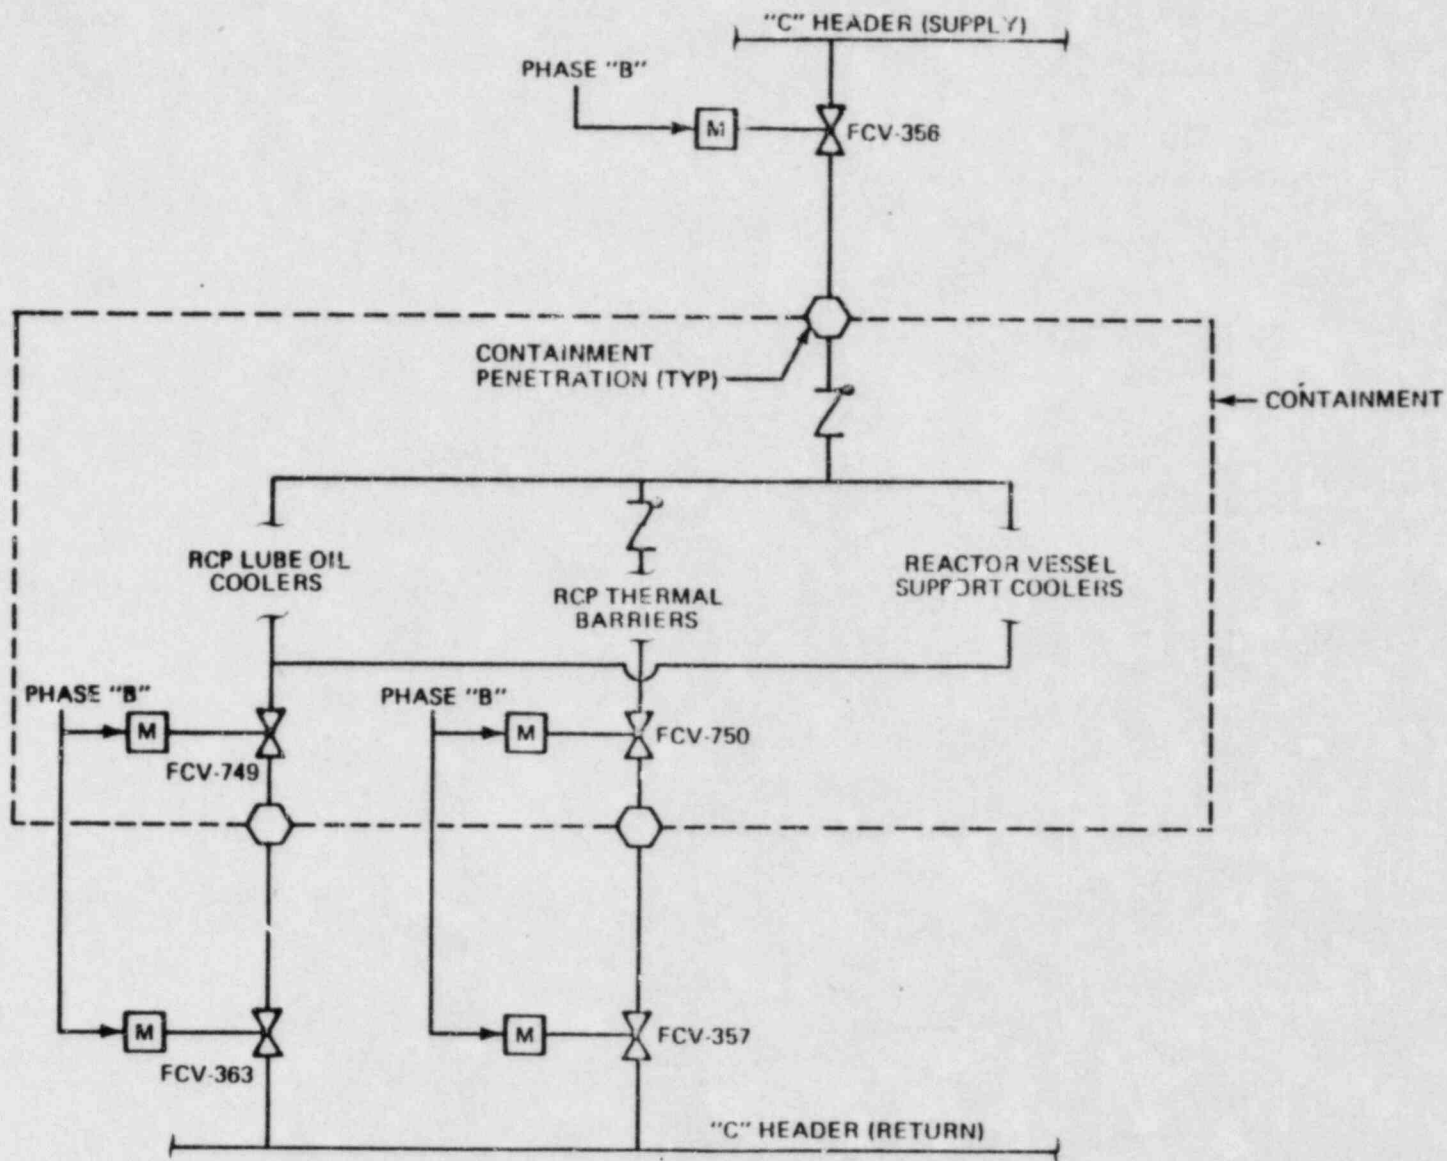 "C" HEADER (SUPPLY)
PHASE "B"
M
FCV-356
CONTAINMENT
PENETRATION (TYP)
CONTAINMENT
RCP LUBE OIL
COOLERS
RCP THERMAL
BARRIERS
REACTOR VESSEL
SUPPORT COOLERS
PHASE "B"
PHASE "B"
M
FCV-749
M
FCV-750
M
FCV-363
M
FCV-357
"C" HEADER (RETURN)